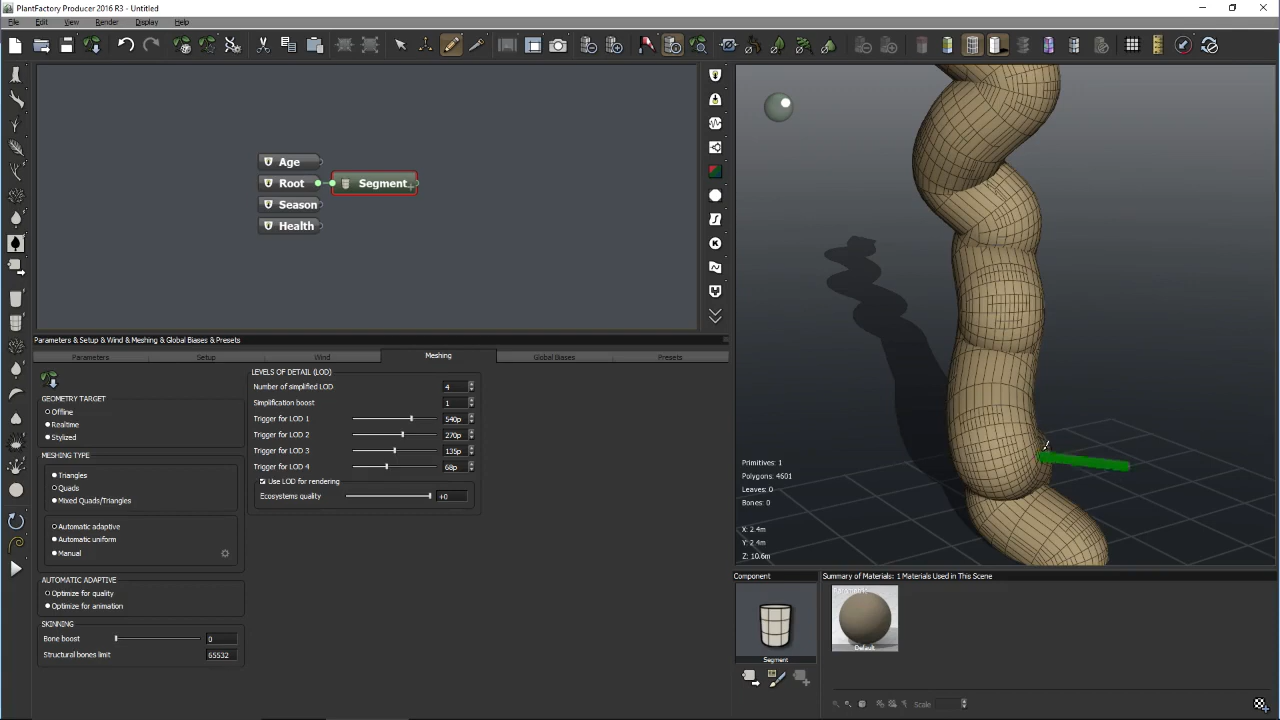 PlantFactory Producer 2016 R3 - Untitled
File Edit View Render Display Help
Age
Root
Segment
Season
Health
Parameters & Setup & Wind & Meshing & Global Biases & Presets
Parameters Setup Wind Meshing Global Biases Presets
GEOMETRY TARGET
Offline
Realtime
Stylized
MESHING TYPE
Triangles
Quads
Mixed Quads/Triangles
Automatic adaptive
Automatic uniform
Manual
AUTOMATIC ADAPTIVE
Optimize for quality
Optimize for animation
SKINNING
Bone boost 0
Structural bones limit 65532
LEVELS OF DETAIL (LOD)
Number of simplified LOD 4
Simplification boost 1
Trigger for LOD 1 540p
Trigger for LOD 2 270p
Trigger for LOD 3 135p
Trigger for LOD 4 68p
Use LOD for rendering
Ecosystems quality +0
Primitives: 1
Polygons: 4601
Leaves: 0
Bones: 0
X: 2.4m
Y: 2.4m
Z: 10.6m
Component
Segment
Summary of Materials: 1 Materials Used in This Scene
Default
Scale